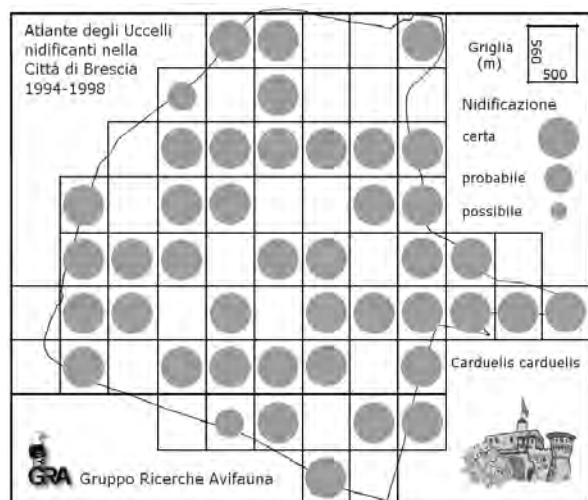 Atlante degli Uccelli
nidificanti nella
Cittá di Brescia
1994-1998
Griglia
(m)
560
500
Nidificazione
certa
probabile
possibile
Carduelis carduelis
GRA
Gruppo Ricerche Avifauna